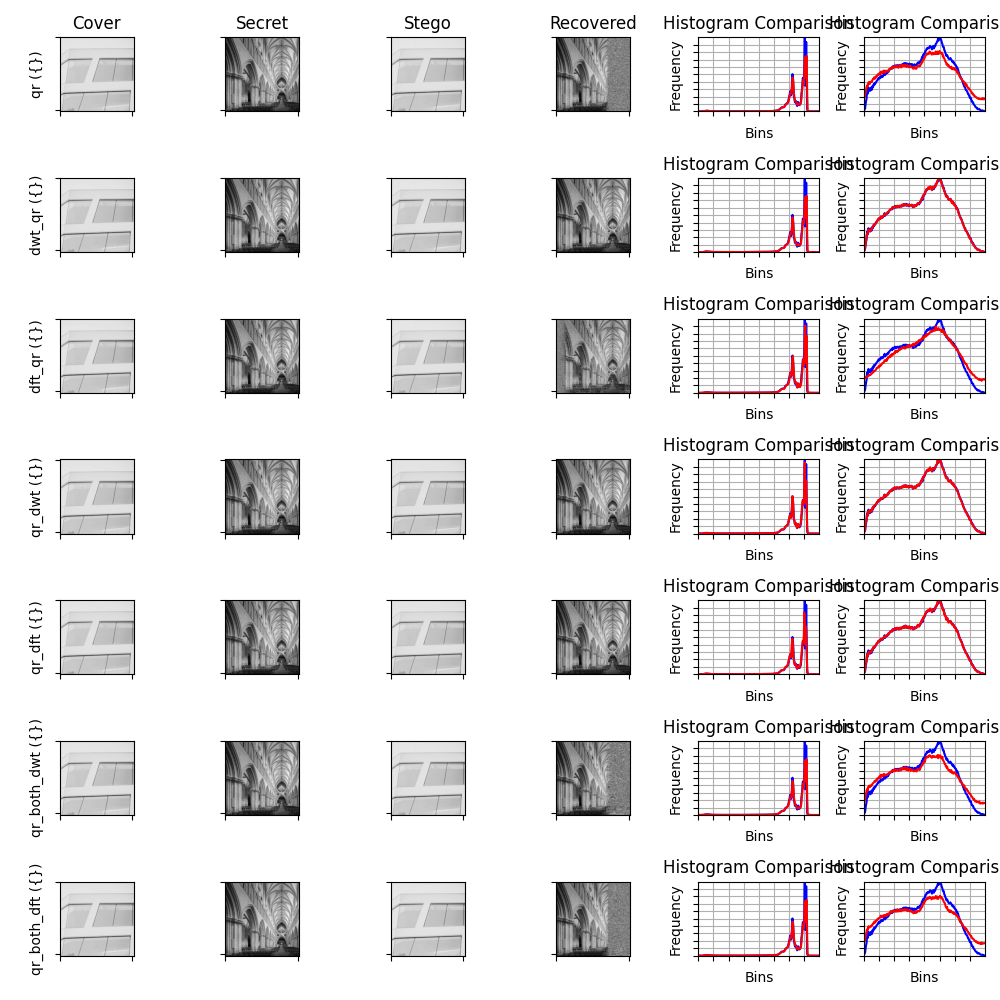 Cover Secret Stego Recovered Histogram Comparison Histogram Comparis
qr ({}) Frequency Frequency
Bins Bins
Histogram Comparison Histogram Comparis
dwt_qr ({}) Frequency Frequency
Bins Bins
Histogram Comparison Histogram Comparis
dft_qr ({}) Frequency Frequency
Bins Bins
Histogram Comparison Histogram Comparis
qr_dwt ({}) Frequency Frequency
Bins Bins
Histogram Comparison Histogram Comparis
qr_dft ({}) Frequency Frequency
Bins Bins
Histogram Comparison Histogram Comparis
qr_both_dwt ({}) Frequency Frequency
Bins Bins
Histogram Comparison Histogram Comparis
qr_both_dft ({}) Frequency Frequency
Bins Bins